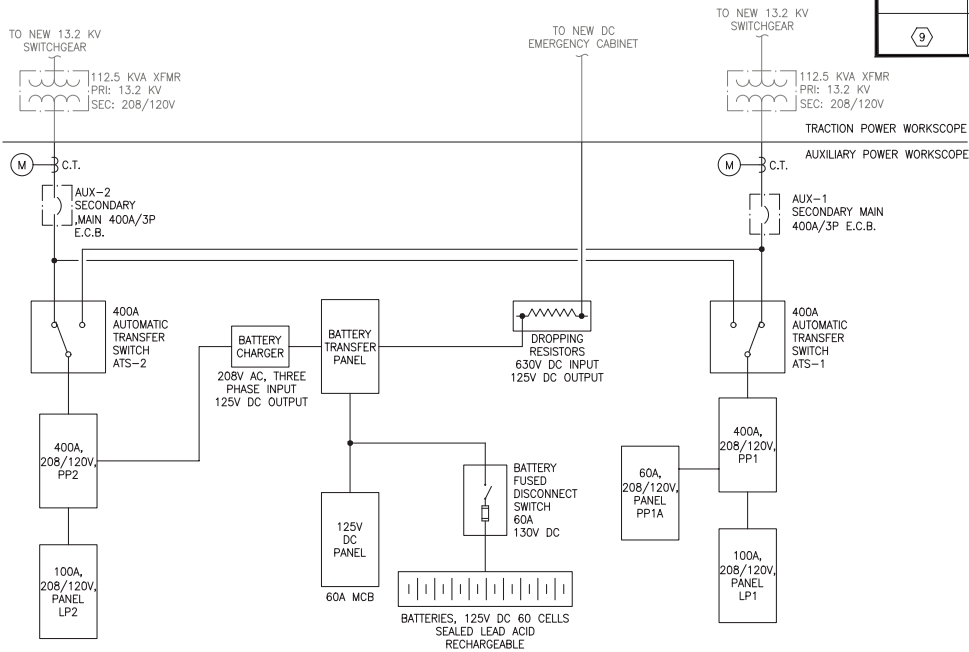 TO NEW 13.2 KV
SWITCHGEAR
TO NEW DC
EMERGENCY CABINET
TO NEW 13.2 KV
SWITCHGEAR
9
112.5 KVA XFMR
PRI: 13.2 KV
SEC: 208/120V
112.5 KVA XFMR
PRI: 13.2 KV
SEC: 208/120V
TRACTION POWER WORKSCOPE
AUXILIARY POWER WORKSCOPE
M
C.T.
M
C.T.
AUX-2
SECONDARY
,MAIN 400A/3P
E.C.B.
AUX-1
SECONDARY MAIN
400A/3P E.C.B.
400A
AUTOMATIC
TRANSFER
SWITCH
ATS-2
BATTERY
CHARGER
208V AC, THREE
PHASE INPUT
125V DC OUTPUT
BATTERY
TRANSFER
PANEL
DROPPING
RESISTORS
630V DC INPUT
125V DC OUTPUT
400A
AUTOMATIC
TRANSFER
SWITCH
ATS-1
400A,
208/120V,
PP2
100A,
208/120V,
PANEL
LP2
125V
DC
PANEL
60A MCB
BATTERY
FUSED
DISCONNECT
SWITCH
60A
130V DC
BATTERIES, 125V DC 60 CELLS
SEALED LEAD ACID
RECHARGEABLE
60A,
208/120V,
PANEL
PP1A
400A,
208/120V,
PP1
100A,
208/120V,
PANEL
LP1